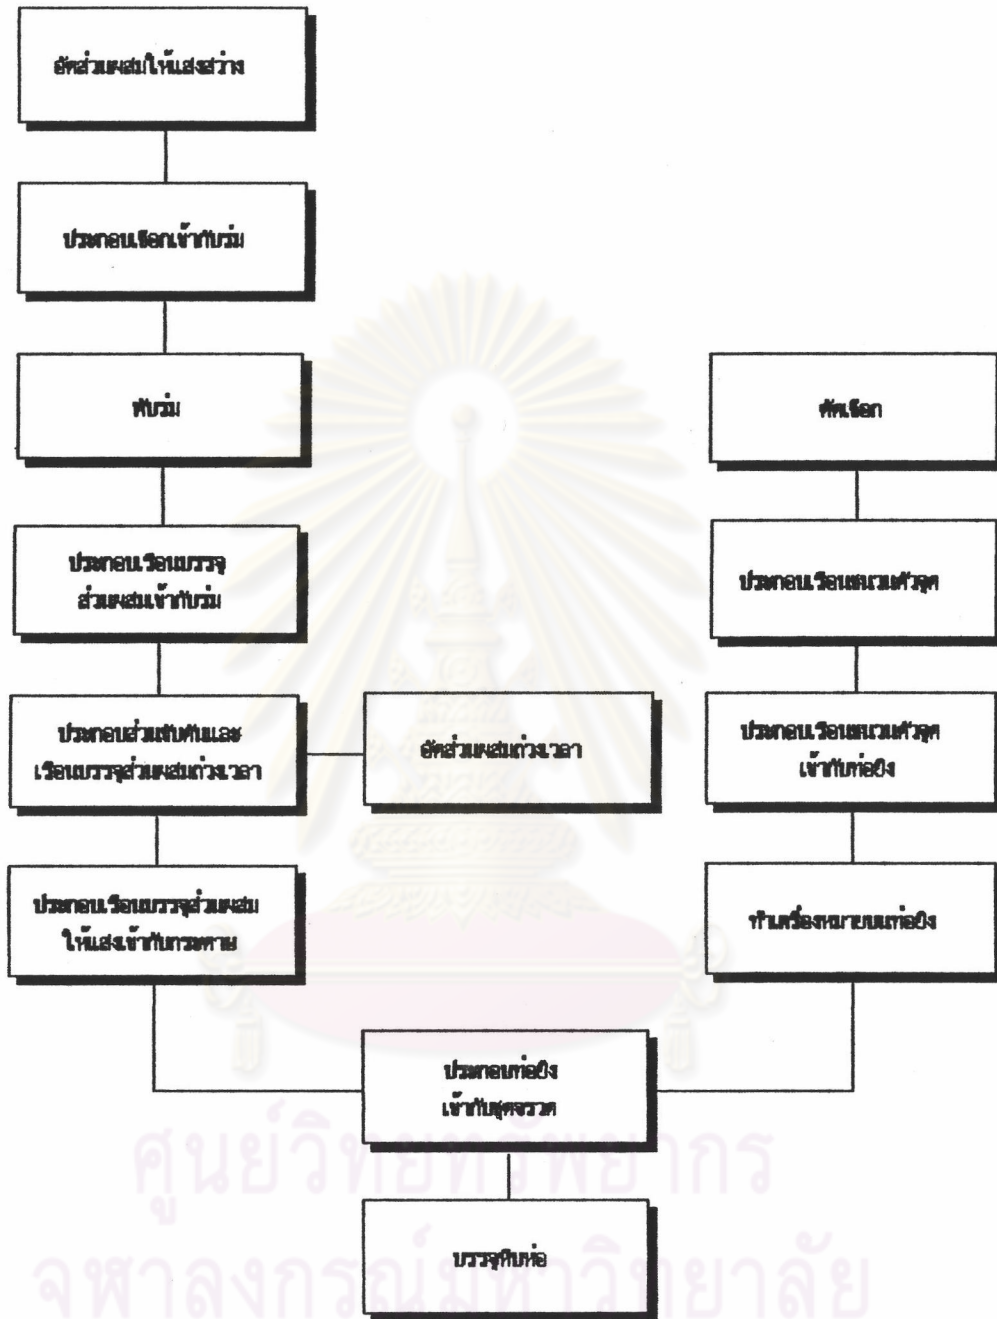 อัดส่วนผสมให้แสงสว่าง
ประกอบเชือกเข้ากับร่ม
พับร่ม
ประกอบเรือนบรรจุ
ส่วนผสมเข้ากับร่ม
ประกอบส่วนขับดันและ
เรือนบรรจุส่วนผสมถ่วงเวลา
อัดส่วนผสมถ่วงเวลา
ประกอบเรือนบรรจุส่วนผสม
ให้แสงเข้ากับกระดาษ
ตัดเชือก
ประกอบเรือนชนวนตัวจุด
ประกอบเรือนชนวนตัวจุด
เข้ากับท่อยิง
ทำเครื่องหมายบนท่อยิง
ประกอบท่อยิง
เข้ากับชุดจรวด
บรรจุหีบห่อ
ศูนย์วิทยทรัพยากร
จุฬาลงกรณ์มหาวิทยาลัย